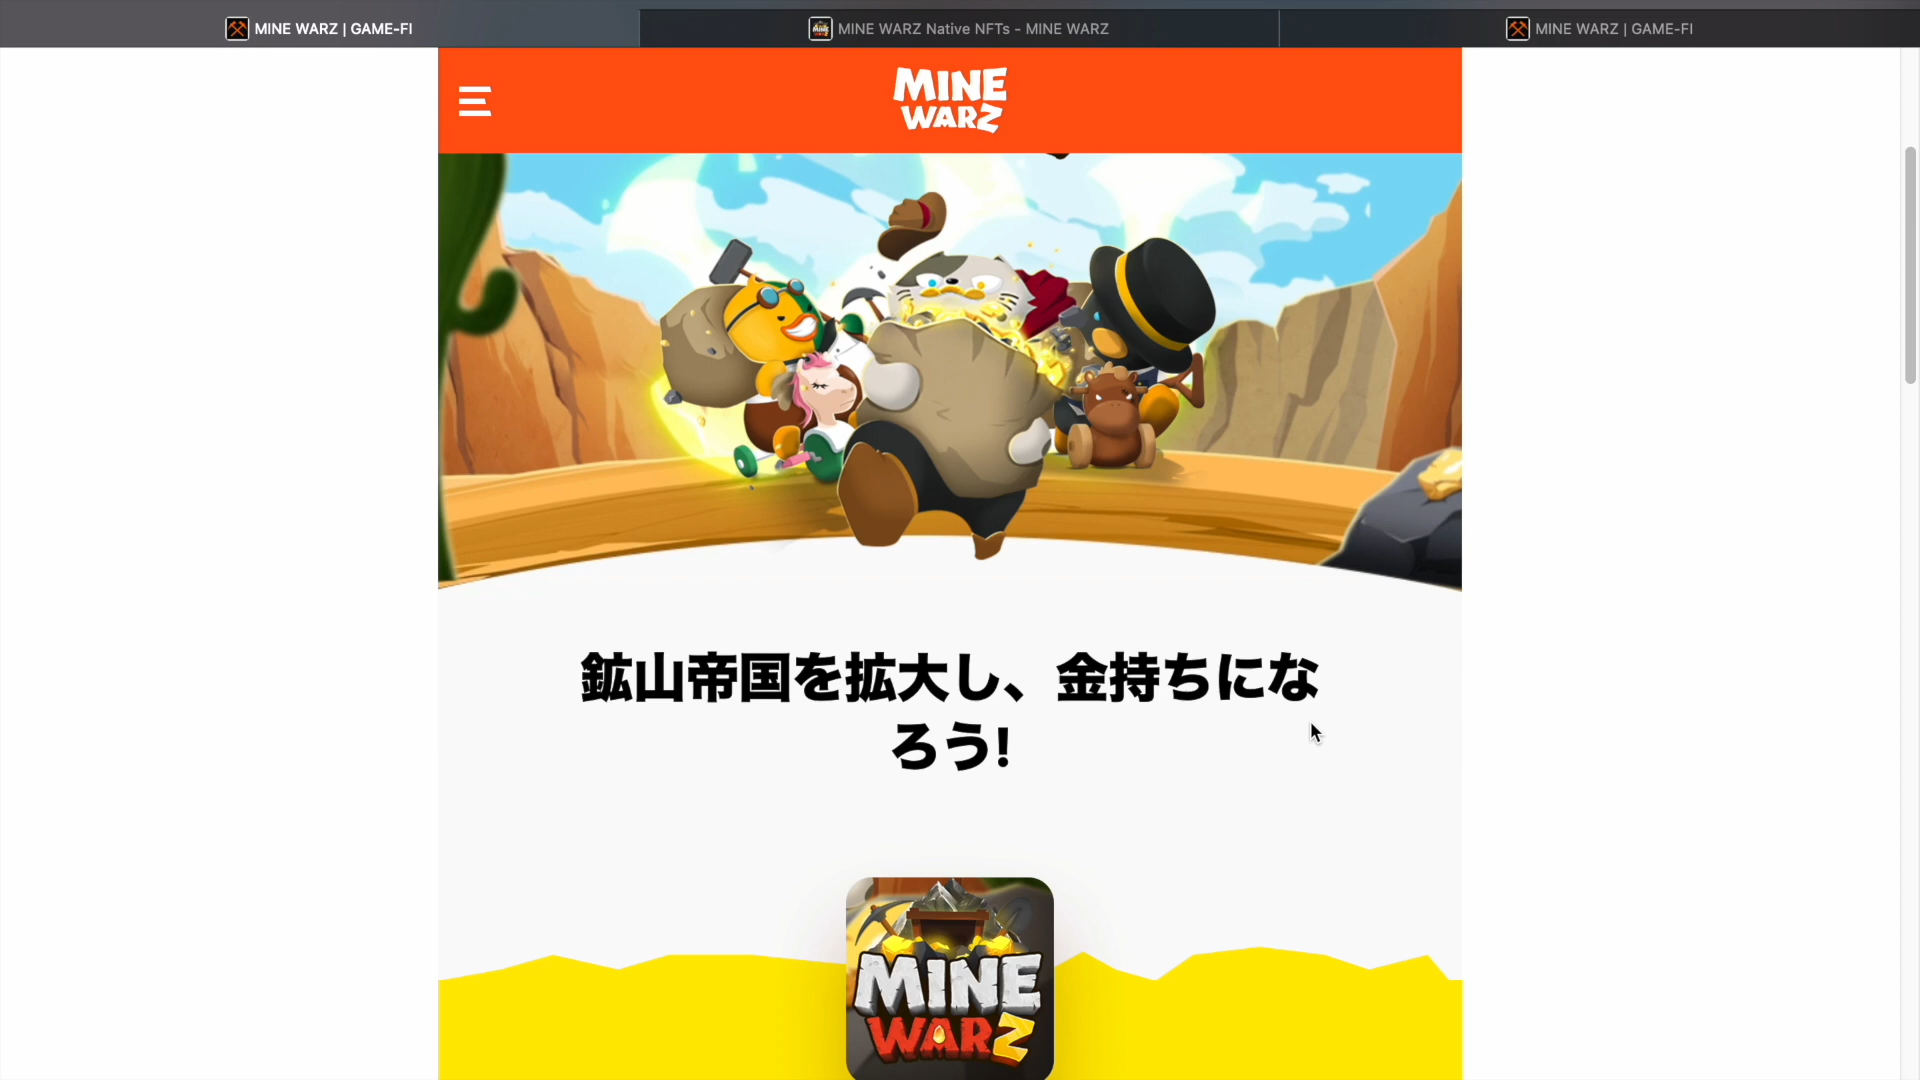 MINE WARZ | GAME-FI
MINE WARZ Native NFTs - MINE WARZ
MINE WARZ | GAME-FI
MINE
WARZ
鉱山帝国を拡大し、金持ちにな
ろう!
MINE
WARZ